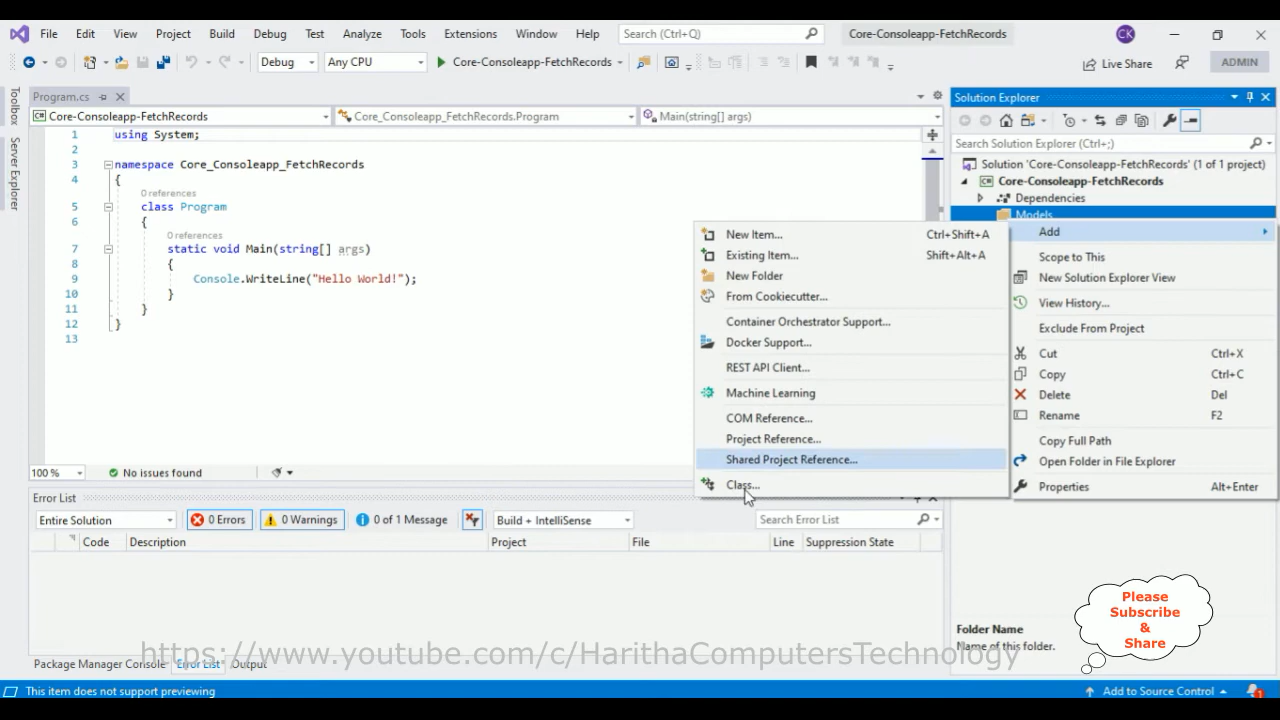 File Edit View Project Build Debug Test Analyze Tools Extensions Window Help Search (Ctrl+Q) Core-Consoleapp-FetchRecords CK
Debug Any CPU Core-Consoleapp-FetchRecords Live Share ADMIN
Toolbox
Server Explorer
Program.cs
Core-Consoleapp-FetchRecords Core_Consoleapp_FetchRecords.Program Main(string[] args)
1 using System;
2
3 namespace Core_Consoleapp_FetchRecords
4 {
0 references
5 class Program
6 {
0 references
7 static void Main(string[] args)
8 {
9 Console.WriteLine("Hello World!");
10 }
11 }
12 }
13
100 % No issues found
Solution Explorer
Search Solution Explorer (Ctrl+;)
Solution 'Core-Consoleapp-FetchRecords' (1 of 1 project)
Core-Consoleapp-FetchRecords
Dependencies
Models
New Item... Ctrl+Shift+A
Existing Item... Shift+Alt+A
New Folder
From Cookiecutter...
Container Orchestrator Support...
Docker Support...
REST API Client...
Machine Learning
COM Reference...
Project Reference...
Shared Project Reference...
Class...
Add
Scope to This
New Solution Explorer View
View History...
Exclude From Project
Cut Ctrl+X
Copy Ctrl+C
Delete Del
Rename F2
Copy Full Path
Open Folder in File Explorer
Properties Alt+Enter
Error List
Entire Solution 0 Errors 0 Warnings 0 of 1 Message Build + IntelliSense Search Error List
Code Description Project File Line Suppression State
Please
Subscribe
&
Share
Folder Name
Name of this folder.
https://www.youtube.com/c/HarithaComputersTechnology
Package Manager Console Error List Output
This item does not support previewing Add to Source Control 1